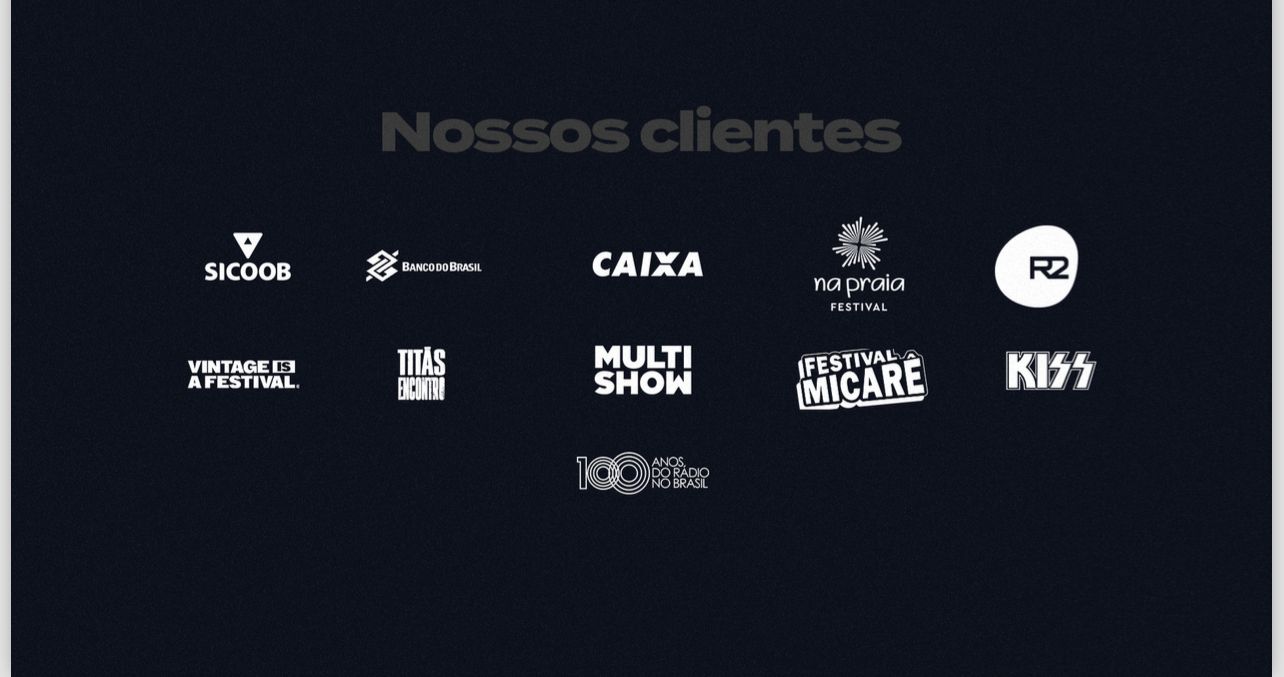 Nossos clientes
SICOOB
BANCO DO BRASIL
CAIXA
na praia
FESTIVAL
R2
VINTAGE IS
A FESTIVAL.
TITÃS
ENCONTRO
MULTI
SHOW
FESTIVAL
MICARÊ
KISS
100
ANOS,
DO RÁDIO
NO BRASIL